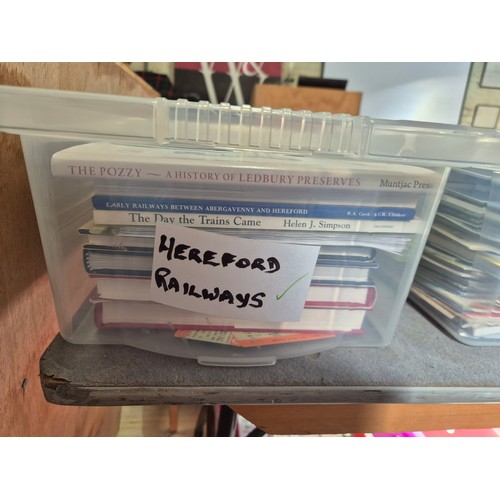 THE POZZY — A HISTORY OF LEDBURY PRESERVES Muntjac Press
EARLY RAILWAYS BETWEEN ABERGAVENNY AND HEREFORD
The Day the Trains Came Helen J. Simpson
HEREFORD
RAILWAYS ✓